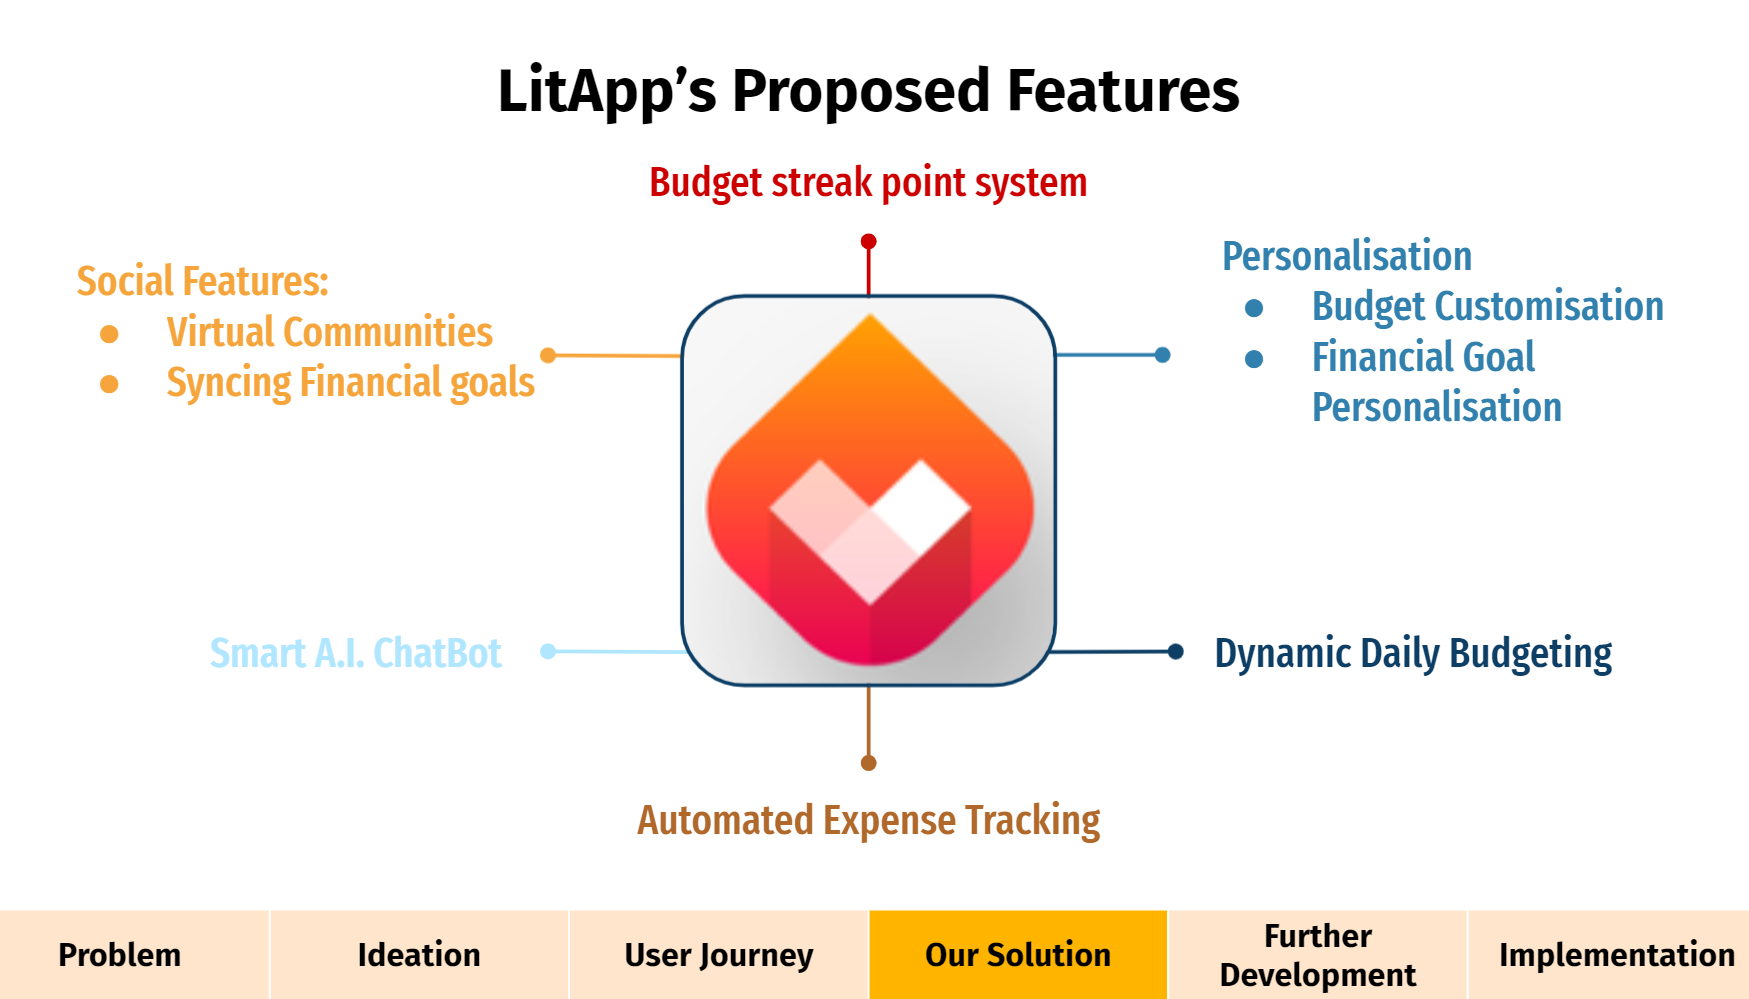 LitApp’s Proposed Features
Budget streak point system
Social Features:
● Virtual Communities
● Syncing Financial goals
Personalisation
● Budget Customisation
● Financial Goal
Personalisation
Smart A.I. ChatBot
Dynamic Daily Budgeting
Automated Expense Tracking
Problem
Ideation
User Journey
Our Solution
Further
Development
Implementation